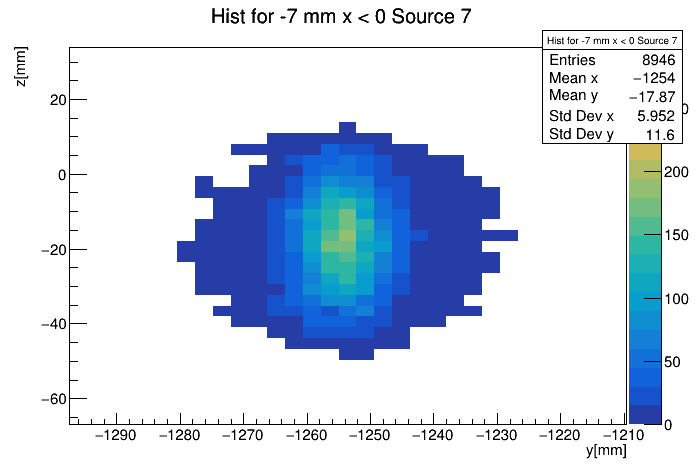 Hist for -7 mm x < 0 Source 7
Hist for -7 mm x < 0 Source 7
Entries 8946
Mean x −1254
Mean y −17.87
Std Dev x 5.952
Std Dev y 11.6
z[mm]
20
0
−20
−40
−60
−1290 −1280 −1270 −1260 −1250 −1240 −1230 −1220 −1210
y[mm]
0
200
150
100
50
0